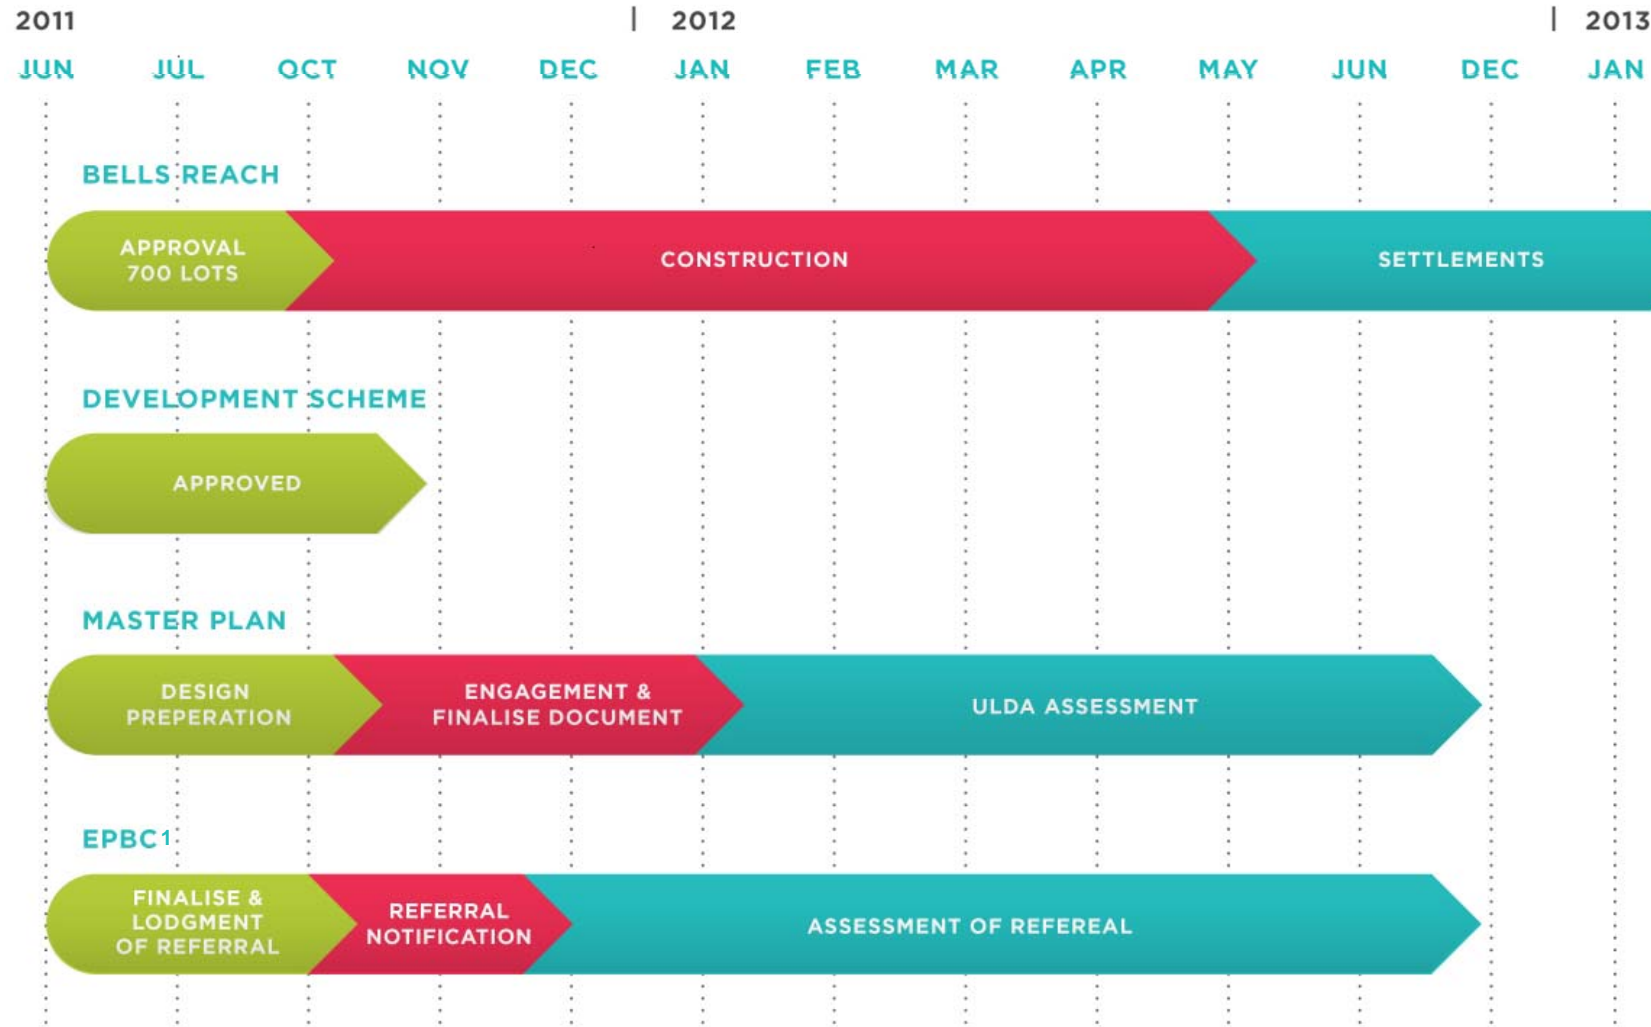 2011 | 2012 | 2013
JUN JUL OCT NOV DEC JAN FEB MAR APR MAY JUN DEC JAN
BELLS REACH
APPROVAL
700 LOTS
CONSTRUCTION
SETTLEMENTS
DEVELOPMENT SCHEME
APPROVED
MASTER PLAN
DESIGN
PREPERATION
ENGAGEMENT &
FINALISE DOCUMENT
ULDA ASSESSMENT
EPBC1
FINALISE &
LODGMENT
OF REFERRAL
REFERRAL
NOTIFICATION
ASSESSMENT OF REFEREAL